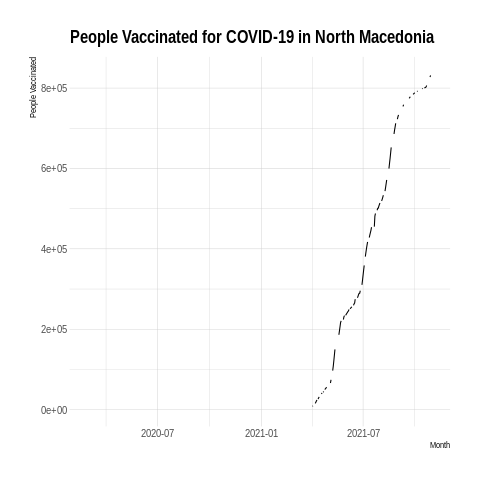 People Vaccinated for COVID-19 in North Macedonia
People Vaccinated
8e+05
6e+05
4e+05
2e+05
0e+00
2020-07
2021-01
2021-07
Month